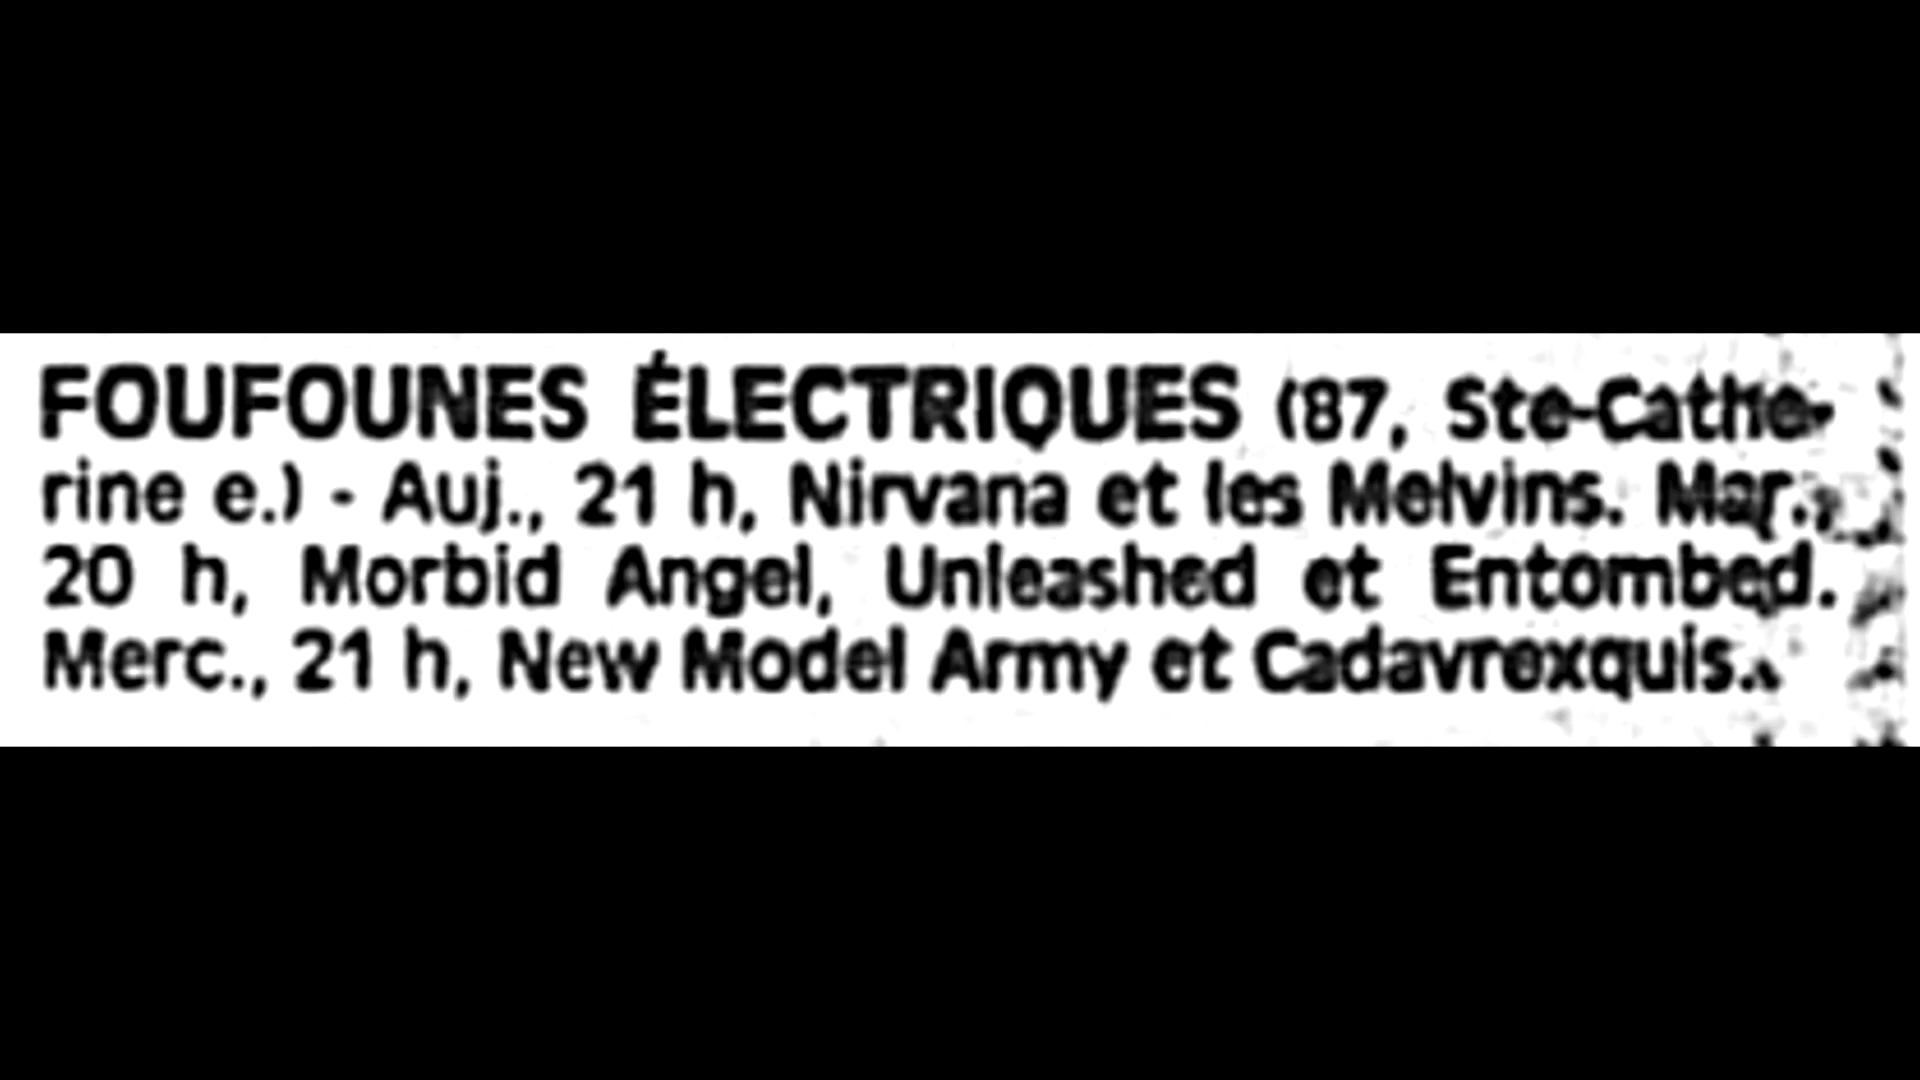 FOUFOUNES ÉLECTRIQUES (87, Ste-Cathe-
rine e.) - Auj., 21 h, Nirvana et les Melvins. Mar.,
20 h, Morbid Angel, Unleashed et Entombed.
Merc., 21 h, New Model Army et Cadavrexquis.